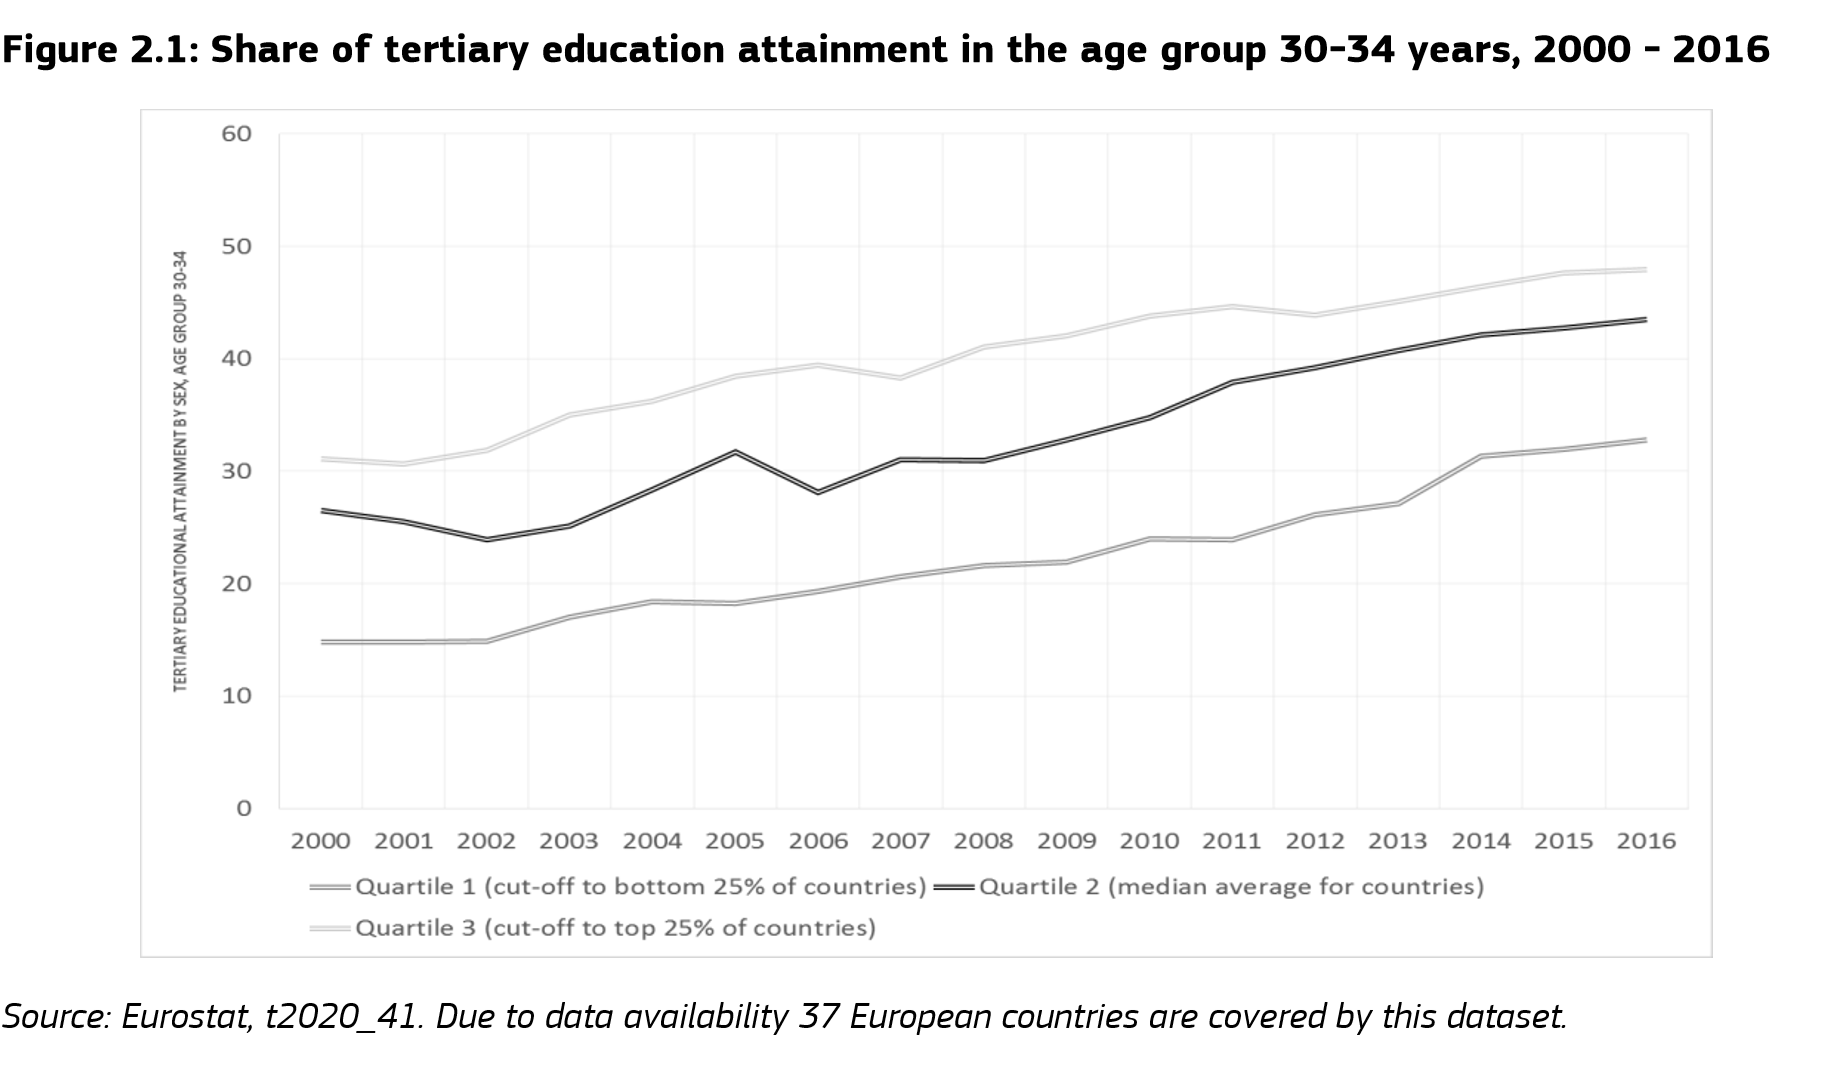 Figure 2.1: Share of tertiary education attainment in the age group 30-34 years, 2000 - 2016
TERTIARY EDUCATIONAL ATTAINMENT BY SEX, AGE GROUP 30-34
60
50
40
30
20
10
0
2000 2001 2002 2003 2004 2005 2006 2007 2008 2009 2010 2011 2012 2013 2014 2015 2016
Quartile 1 (cut-off to bottom 25% of countries) Quartile 2 (median average for countries)
Quartile 3 (cut-off to top 25% of countries)
Source: Eurostat, t2020_41. Due to data availability 37 European countries are covered by this dataset.